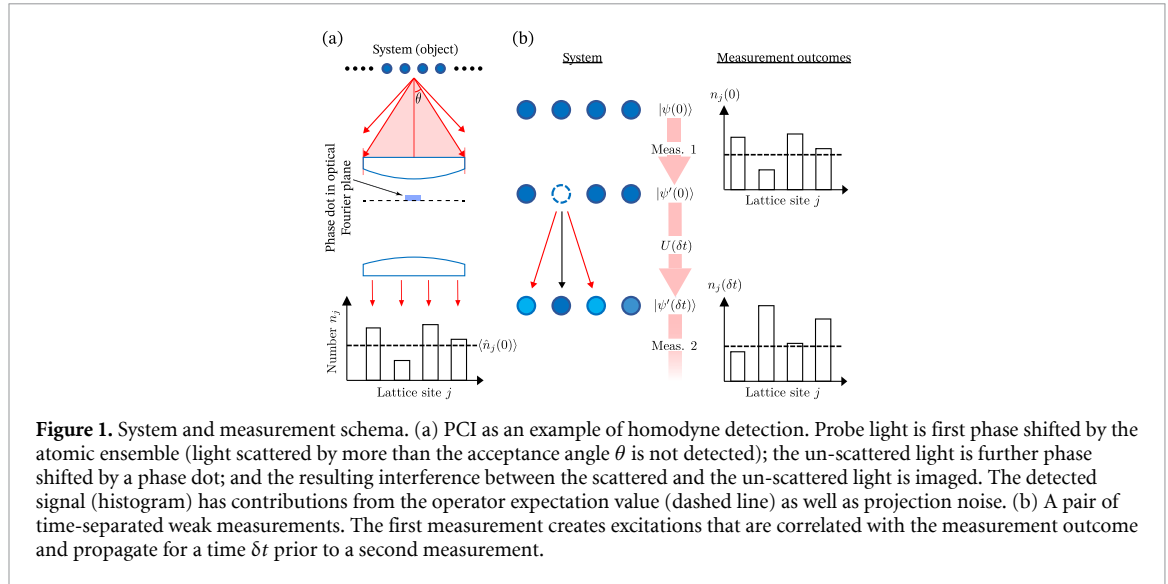 (a)
System (object)
θ
Phase dot in optical
Fourier plane
Number n_j
⟨n̂_j(0)⟩
Lattice site j
(b)
System
Measurement outcomes
|ψ(0)⟩
Meas. 1
|ψ′(0)⟩
U(δt)
|ψ′(δt)⟩
Meas. 2
n_j(0)
Lattice site j
n_j(δt)
Lattice site j
Figure 1. System and measurement schema. (a) PCI as an example of homodyne detection. Probe light is first phase shifted by the
atomic ensemble (light scattered by more than the acceptance angle θ is not detected); the un-scattered light is further phase
shifted by a phase dot; and the resulting interference between the scattered and the un-scattered light is imaged. The detected
signal (histogram) has contributions from the operator expectation value (dashed line) as well as projection noise. (b) A pair of
time-separated weak measurements. The first measurement creates excitations that are correlated with the measurement outcome
and propagate for a time δt prior to a second measurement.